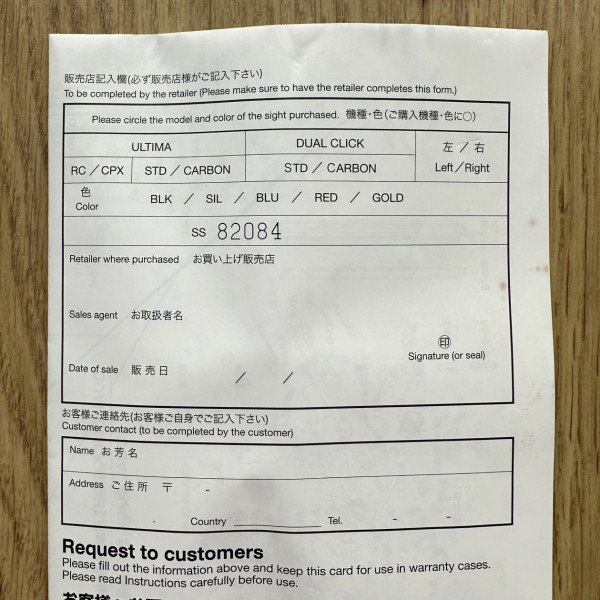 販売店記入欄(必ず販売店様がご記入下さい)
To be completed by the retailer (Please make sure to have the retailer completes this form.)
Please circle the model and color of the sight purchased. 機種・色(ご購入機種・色に○)
ULTIMA DUAL CLICK 左 / 右
RC / CPX STD / CARBON STD / CARBON Left / Right
色
Color BLK / SIL / BLU / RED / GOLD
SS 82084
Retailer where purchased お買い上げ販売店
Sales agent お取扱者名
㊞
Signature (or seal)
Date of sale 販売日 / /
お客様ご連絡先(お客様ご自身でご記入下さい)
Customer contact (to be completed by the customer)
Name お芳名
Address ご住所 〒 -
Country Tel. - -
Request to customers
Please fill out the information above and keep this card for use in warranty cases.
Please read Instructions carefully before use.